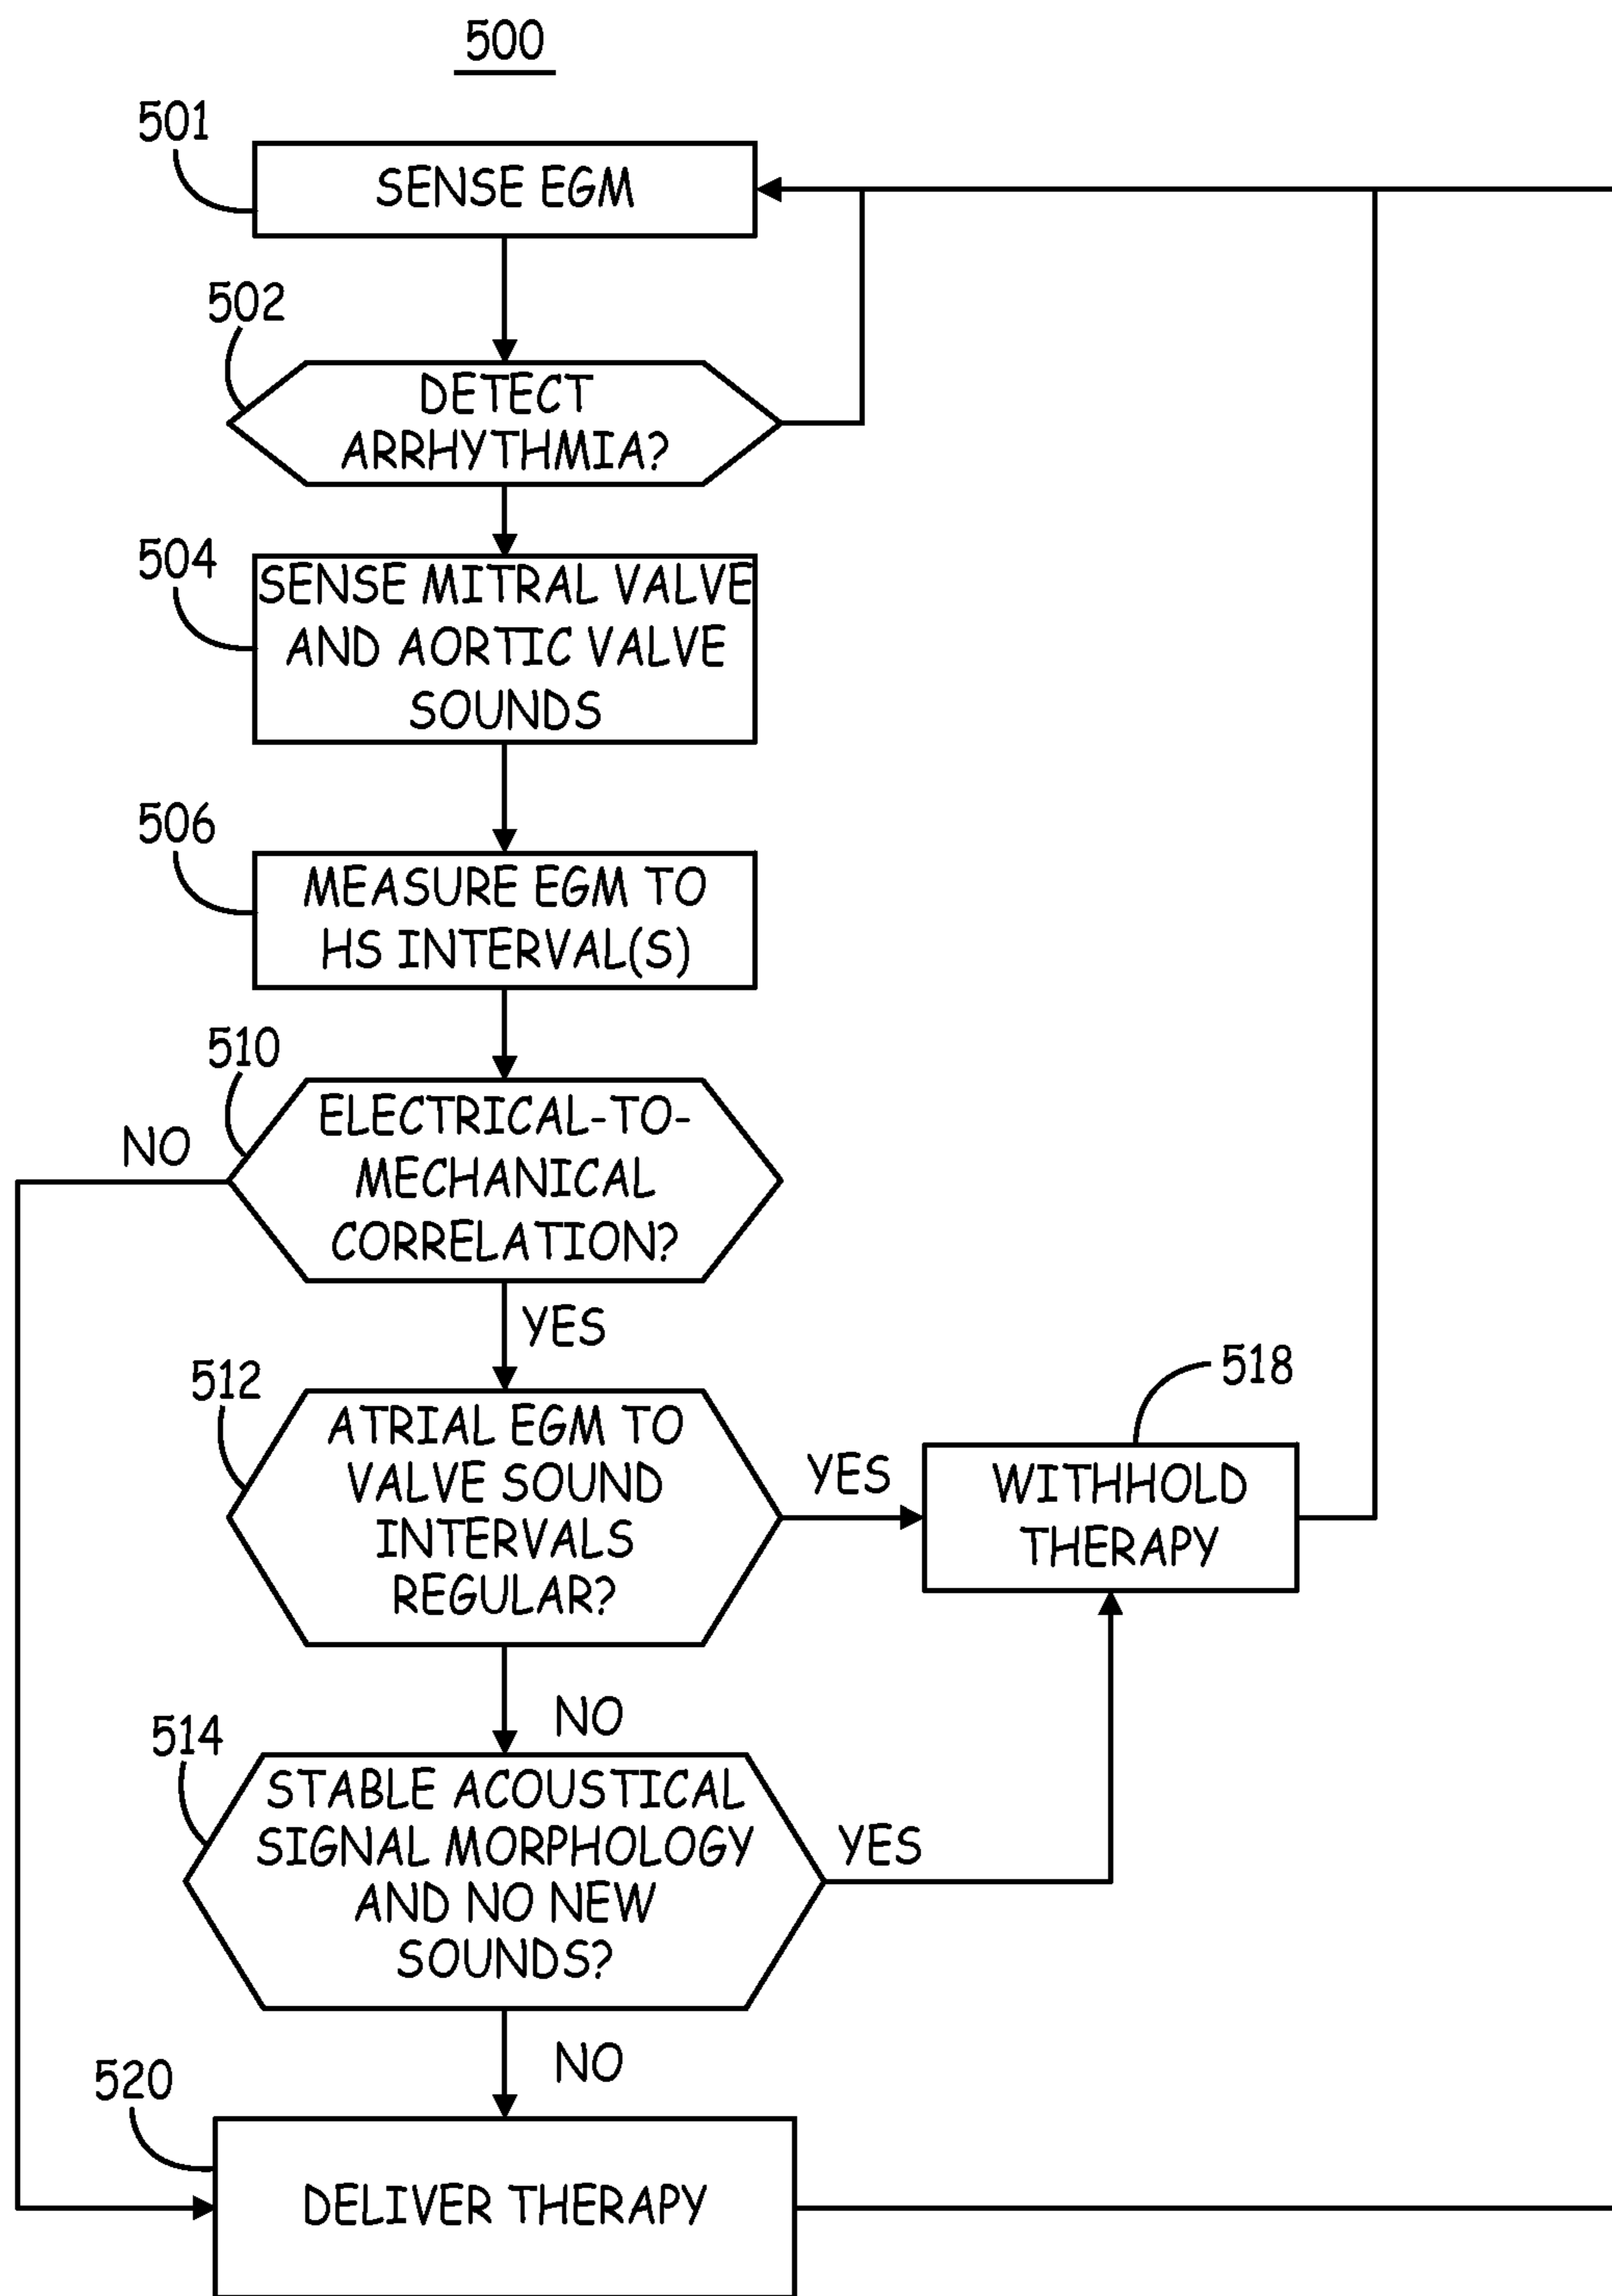 500
501
SENSE EGM
502
DETECT
ARRHYTHMIA?
504
SENSE MITRAL VALVE
AND AORTIC VALVE
SOUNDS
506
MEASURE EGM TO
HS INTERVAL(S)
510
NO
ELECTRICAL-TO-
MECHANICAL
CORRELATION?
YES
512
ATRIAL EGM TO
VALVE SOUND
INTERVALS
REGULAR?
YES
518
WITHHOLD
THERAPY
NO
514
STABLE ACOUSTICAL
SIGNAL MORPHOLOGY
AND NO NEW
SOUNDS?
YES
NO
520
DELIVER THERAPY